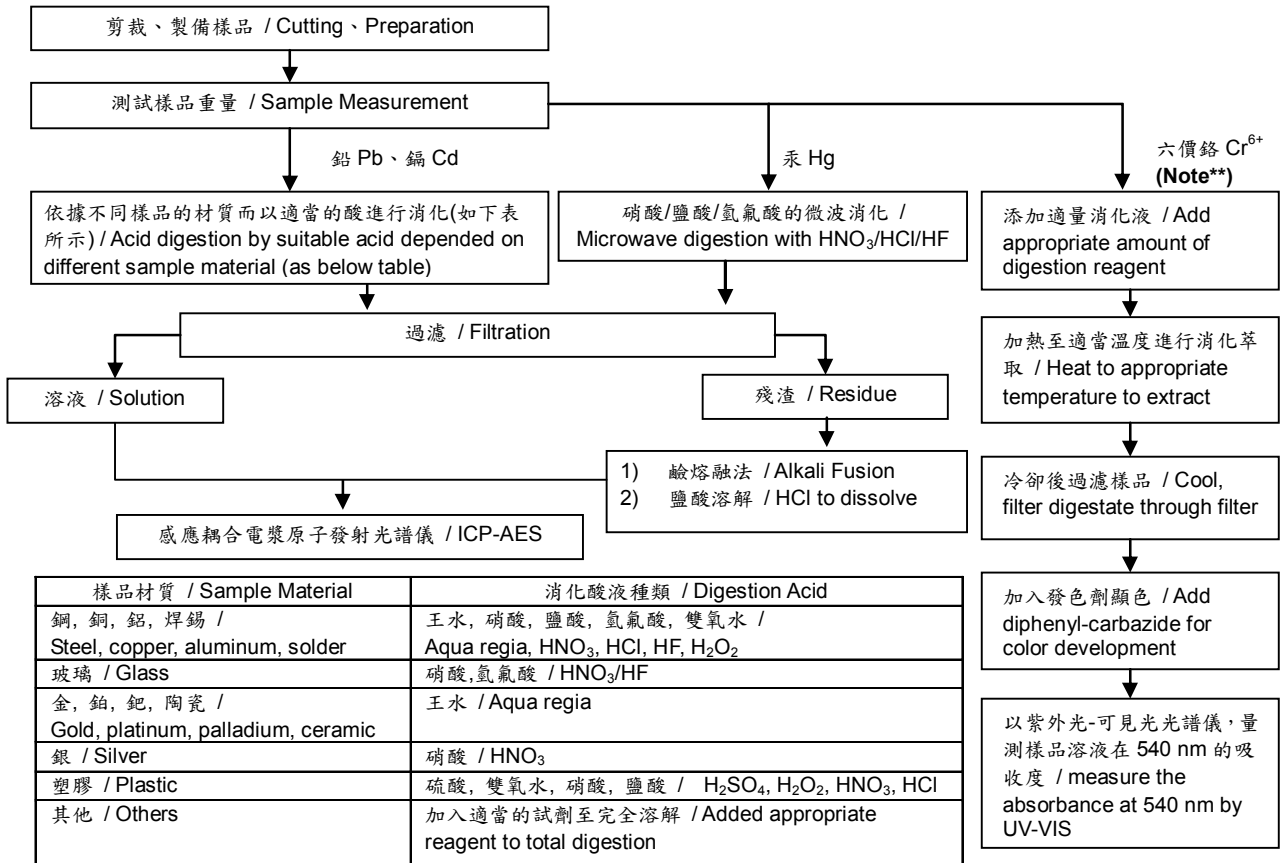 剪裁、製備樣品 / Cutting、Preparation
測試樣品重量 / Sample Measurement
鉛 Pb、鎘 Cd
汞 Hg
六價鉻 Cr6+
(Note**)
依據不同樣品的材質而以適當的酸進行消化(如下表
所示) / Acid digestion by suitable acid depended on
different sample material (as below table)
硝酸/鹽酸/氫氟酸的微波消化 /
Microwave digestion with HNO3/HCl/HF
添加適量消化液 / Add
appropriate amount of
digestion reagent
過濾 / Filtration
加熱至適當溫度進行消化萃
取 / Heat to appropriate
temperature to extract
溶液 / Solution
殘渣 / Residue
1) 鹼熔融法 / Alkali Fusion
2) 鹽酸溶解 / HCl to dissolve
冷卻後過濾樣品 / Cool,
filter digestate through filter
感應耦合電漿原子發射光譜儀 / ICP-AES
加入發色劑顯色 / Add
diphenyl-carbazide for
color development
以紫外光-可見光光譜儀，量
測樣品溶液在 540 nm 的吸
收度 / measure the
absorbance at 540 nm by
UV-VIS
樣品材質 / Sample Material 消化酸液種類 / Digestion Acid
鋼, 銅, 鋁, 焊錫 / 王水, 硝酸, 鹽酸, 氫氟酸, 雙氧水 /
Steel, copper, aluminum, solder Aqua regia, HNO3, HCl, HF, H2O2
玻璃 / Glass 硝酸,氫氟酸 / HNO3/HF
金, 鉑, 鈀, 陶瓷 / 王水 / Aqua regia
Gold, platinum, palladium, ceramic
銀 / Silver 硝酸 / HNO3
塑膠 / Plastic 硫酸, 雙氧水, 硝酸, 鹽酸 / H2SO4, H2O2, HNO3, HCl
其他 / Others 加入適當的試劑至完全溶解 / Added appropriate
reagent to total digestion